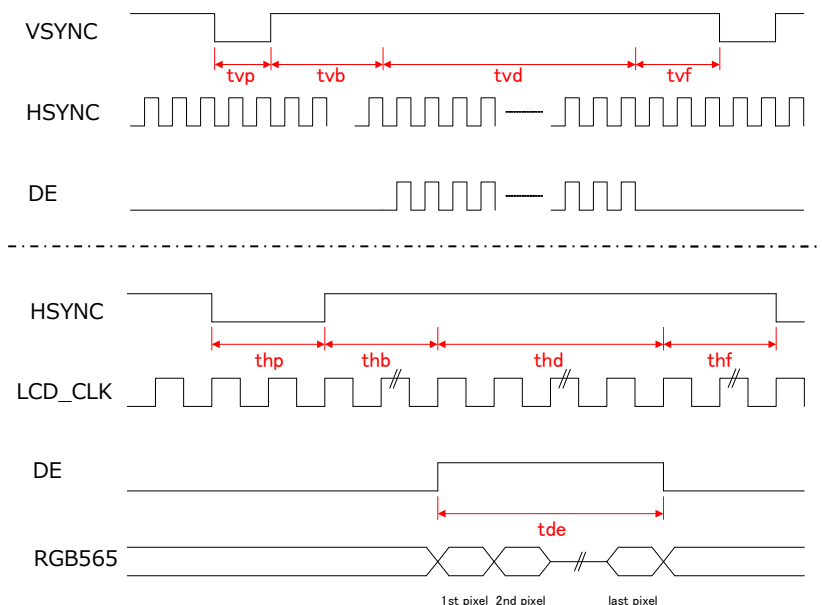 VSYNC
tvp tvb tvd tvf
HSYNC
DE
HSYNC
thp thb thd thf
LCD_CLK
DE
tde
RGB565
1st pixel 2nd pixel last pixel